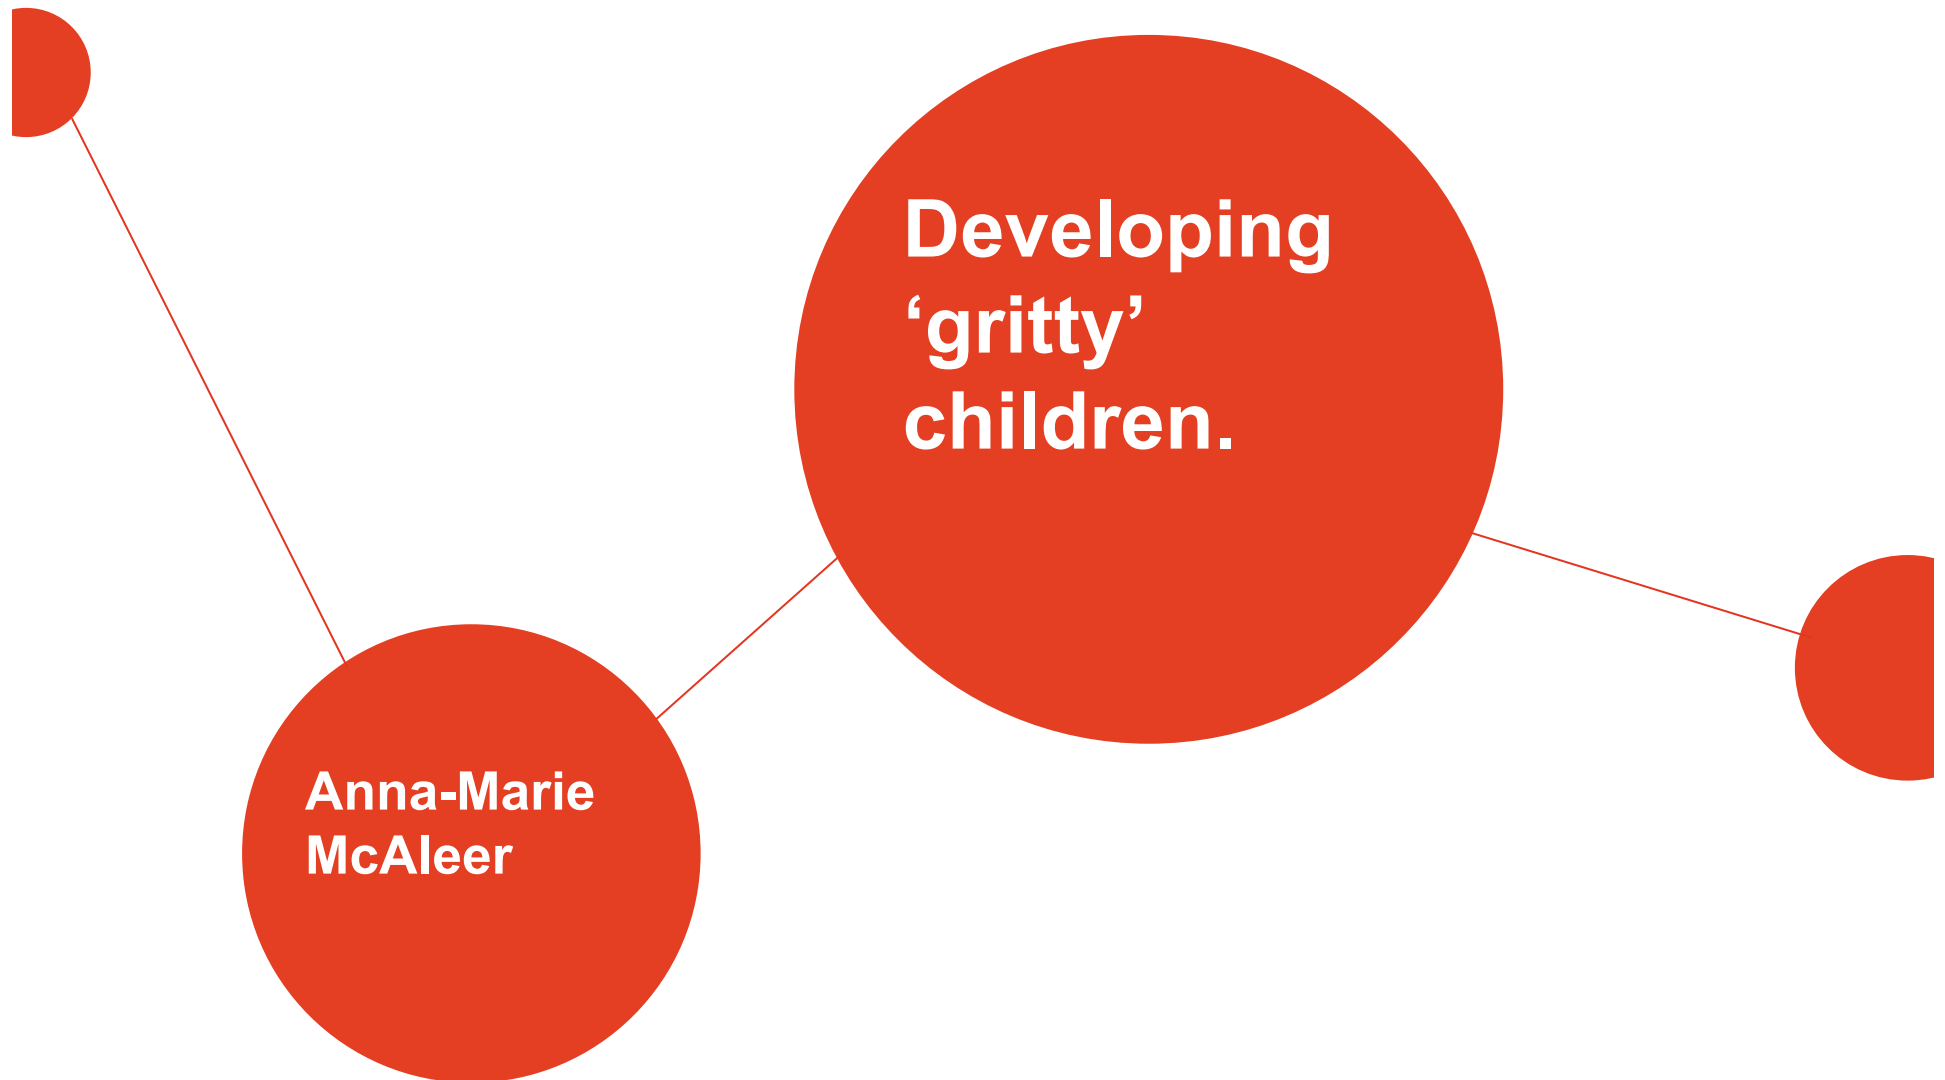 Developing
‘gritty’
children.
Anna-Marie
McAleer